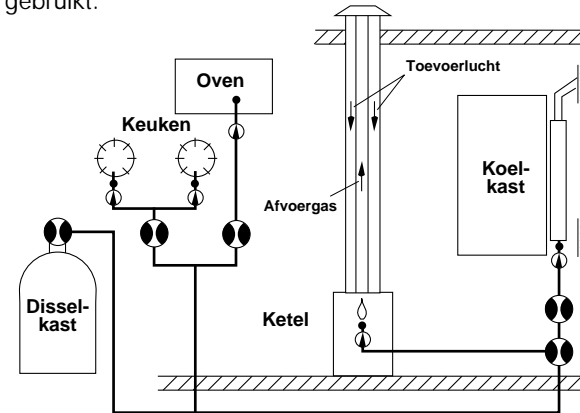 gebruikt.
Oven
Toevoerlucht
Keuken
Koel-
kast
Afvoergas
Dissel-
kast
Ketel